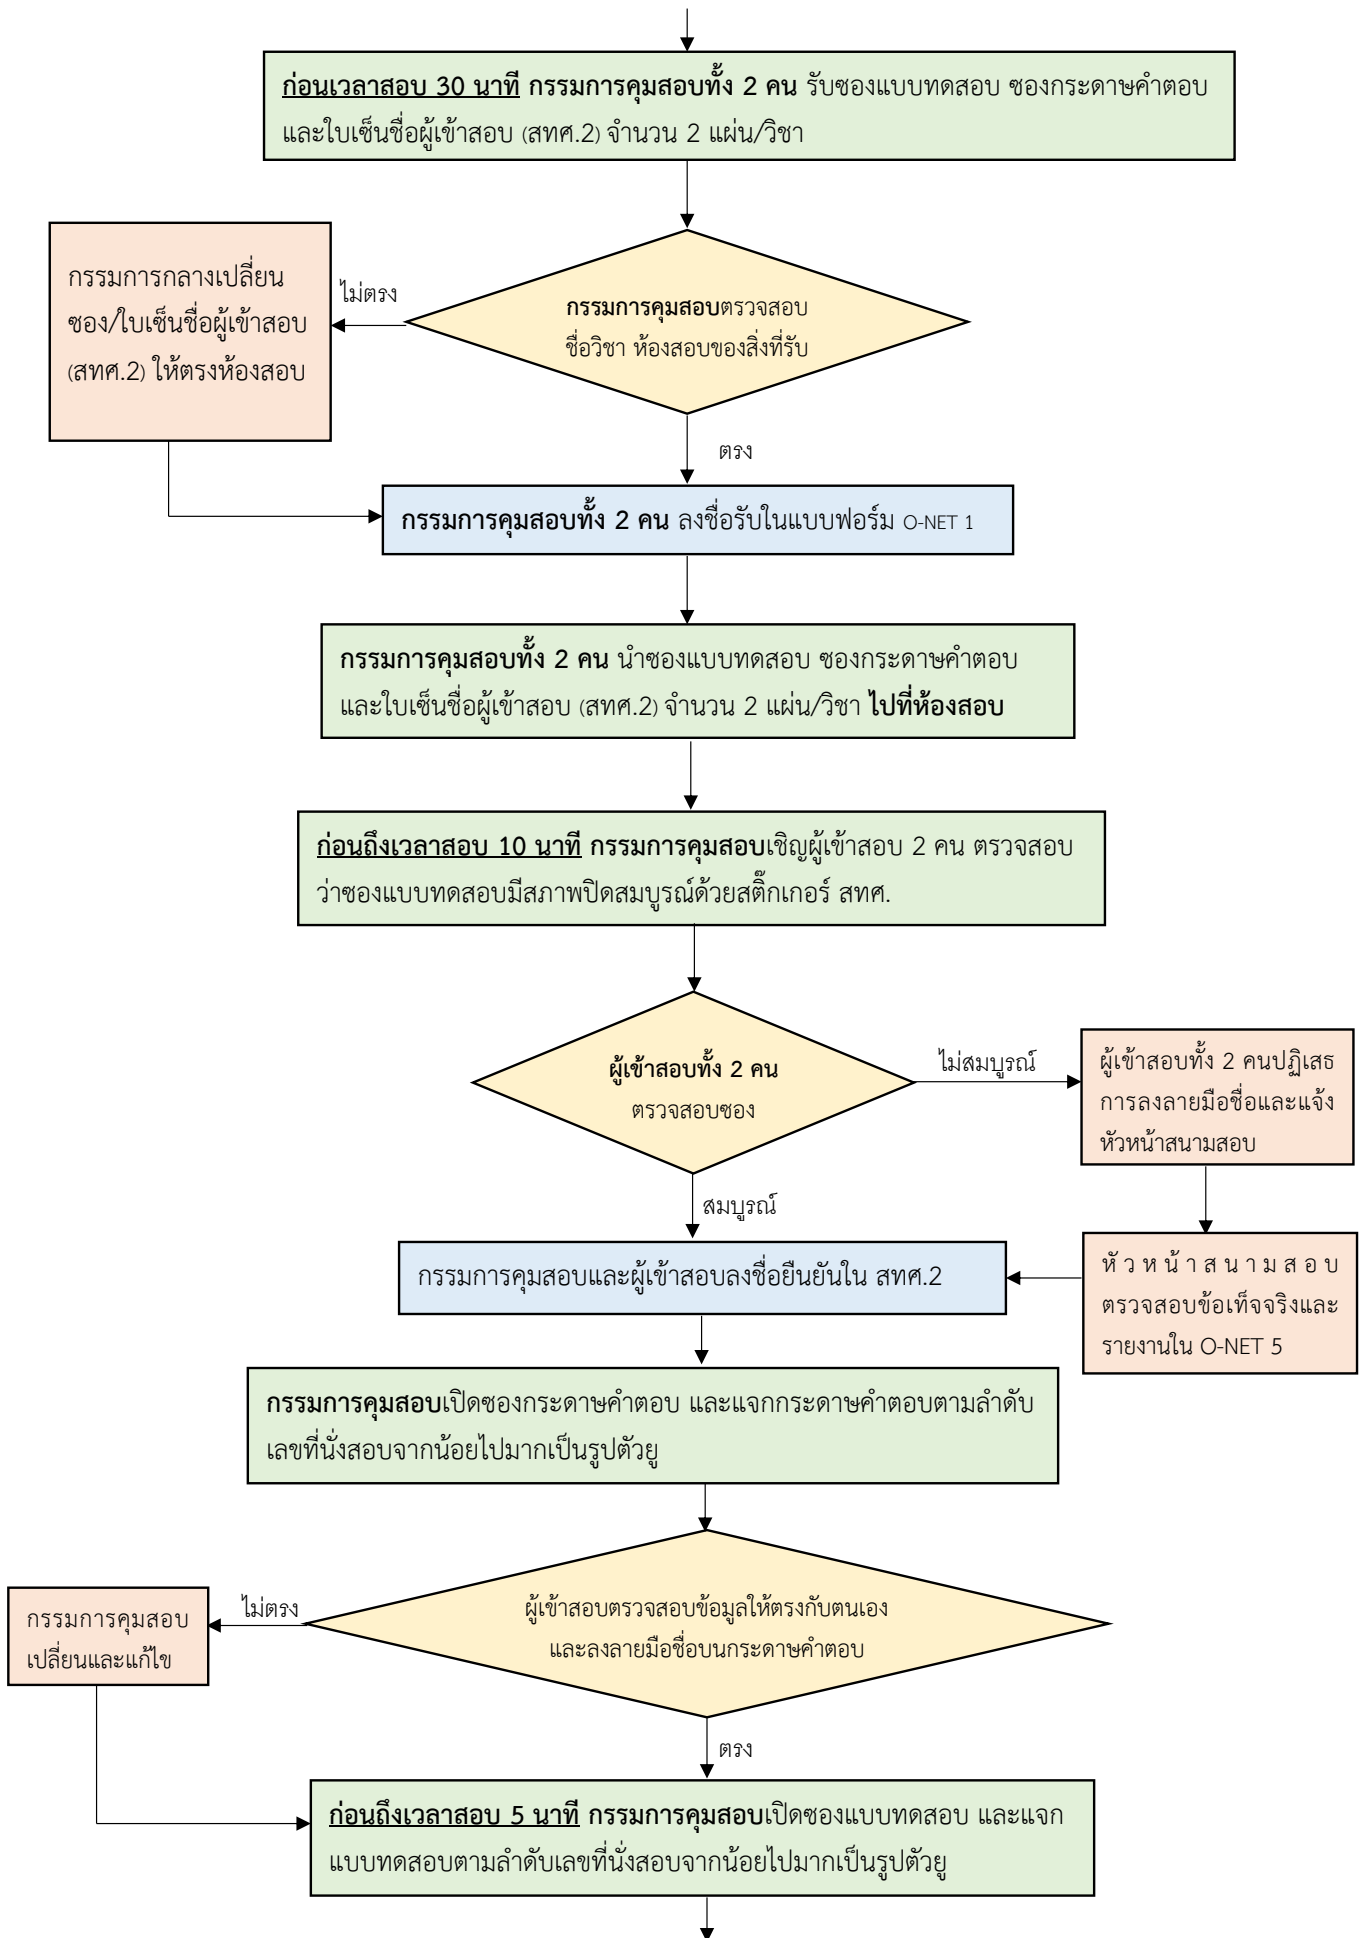 ก่อนเวลาสอบ 30 นาที กรรมการคุมสอบทั้ง 2 คน รับซองแบบทดสอบ ซองกระดาษคำตอบ
และใบเซ็นชื่อผู้เข้าสอบ (สทศ.2) จำนวน 2 แผ่น/วิชา
กรรมการกลางเปลี่ยน
ซอง/ใบเซ็นชื่อผู้เข้าสอบ
(สทศ.2) ให้ตรงห้องสอบ
ไม่ตรง
กรรมการคุมสอบตรวจสอบ
ชื่อวิชา ห้องสอบของสิ่งที่รับ
ตรง
กรรมการคุมสอบทั้ง 2 คน ลงชื่อรับในแบบฟอร์ม O-NET 1
กรรมการคุมสอบทั้ง 2 คน นำซองแบบทดสอบ ซองกระดาษคำตอบ
และใบเซ็นชื่อผู้เข้าสอบ (สทศ.2) จำนวน 2 แผ่น/วิชา ไปที่ห้องสอบ
ก่อนถึงเวลาสอบ 10 นาที กรรมการคุมสอบเชิญผู้เข้าสอบ 2 คน ตรวจสอบ
ว่าซองแบบทดสอบมีสภาพปิดสมบูรณ์ด้วยสติ๊กเกอร์ สทศ.
ผู้เข้าสอบทั้ง 2 คน
ตรวจสอบซอง
ไม่สมบูรณ์
ผู้เข้าสอบทั้ง 2 คนปฏิเสธ
การลงลายมือชื่อและแจ้ง
หัวหน้าสนามสอบ
สมบูรณ์
กรรมการคุมสอบและผู้เข้าสอบลงชื่อยืนยันใน สทศ.2
หัวหน้าสนามสอบ
ตรวจสอบข้อเท็จจริงและ
รายงานใน O-NET 5
กรรมการคุมสอบเปิดซองกระดาษคำตอบ และแจกกระดาษคำตอบตามลำดับ
เลขที่นั่งสอบจากน้อยไปมากเป็นรูปตัวยู
กรรมการคุมสอบ
เปลี่ยนและแก้ไข
ไม่ตรง
ผู้เข้าสอบตรวจสอบข้อมูลให้ตรงกับตนเอง
และลงลายมือชื่อบนกระดาษคำตอบ
ตรง
ก่อนถึงเวลาสอบ 5 นาที กรรมการคุมสอบเปิดซองแบบทดสอบ และแจก
แบบทดสอบตามลำดับเลขที่นั่งสอบจากน้อยไปมากเป็นรูปตัวยู